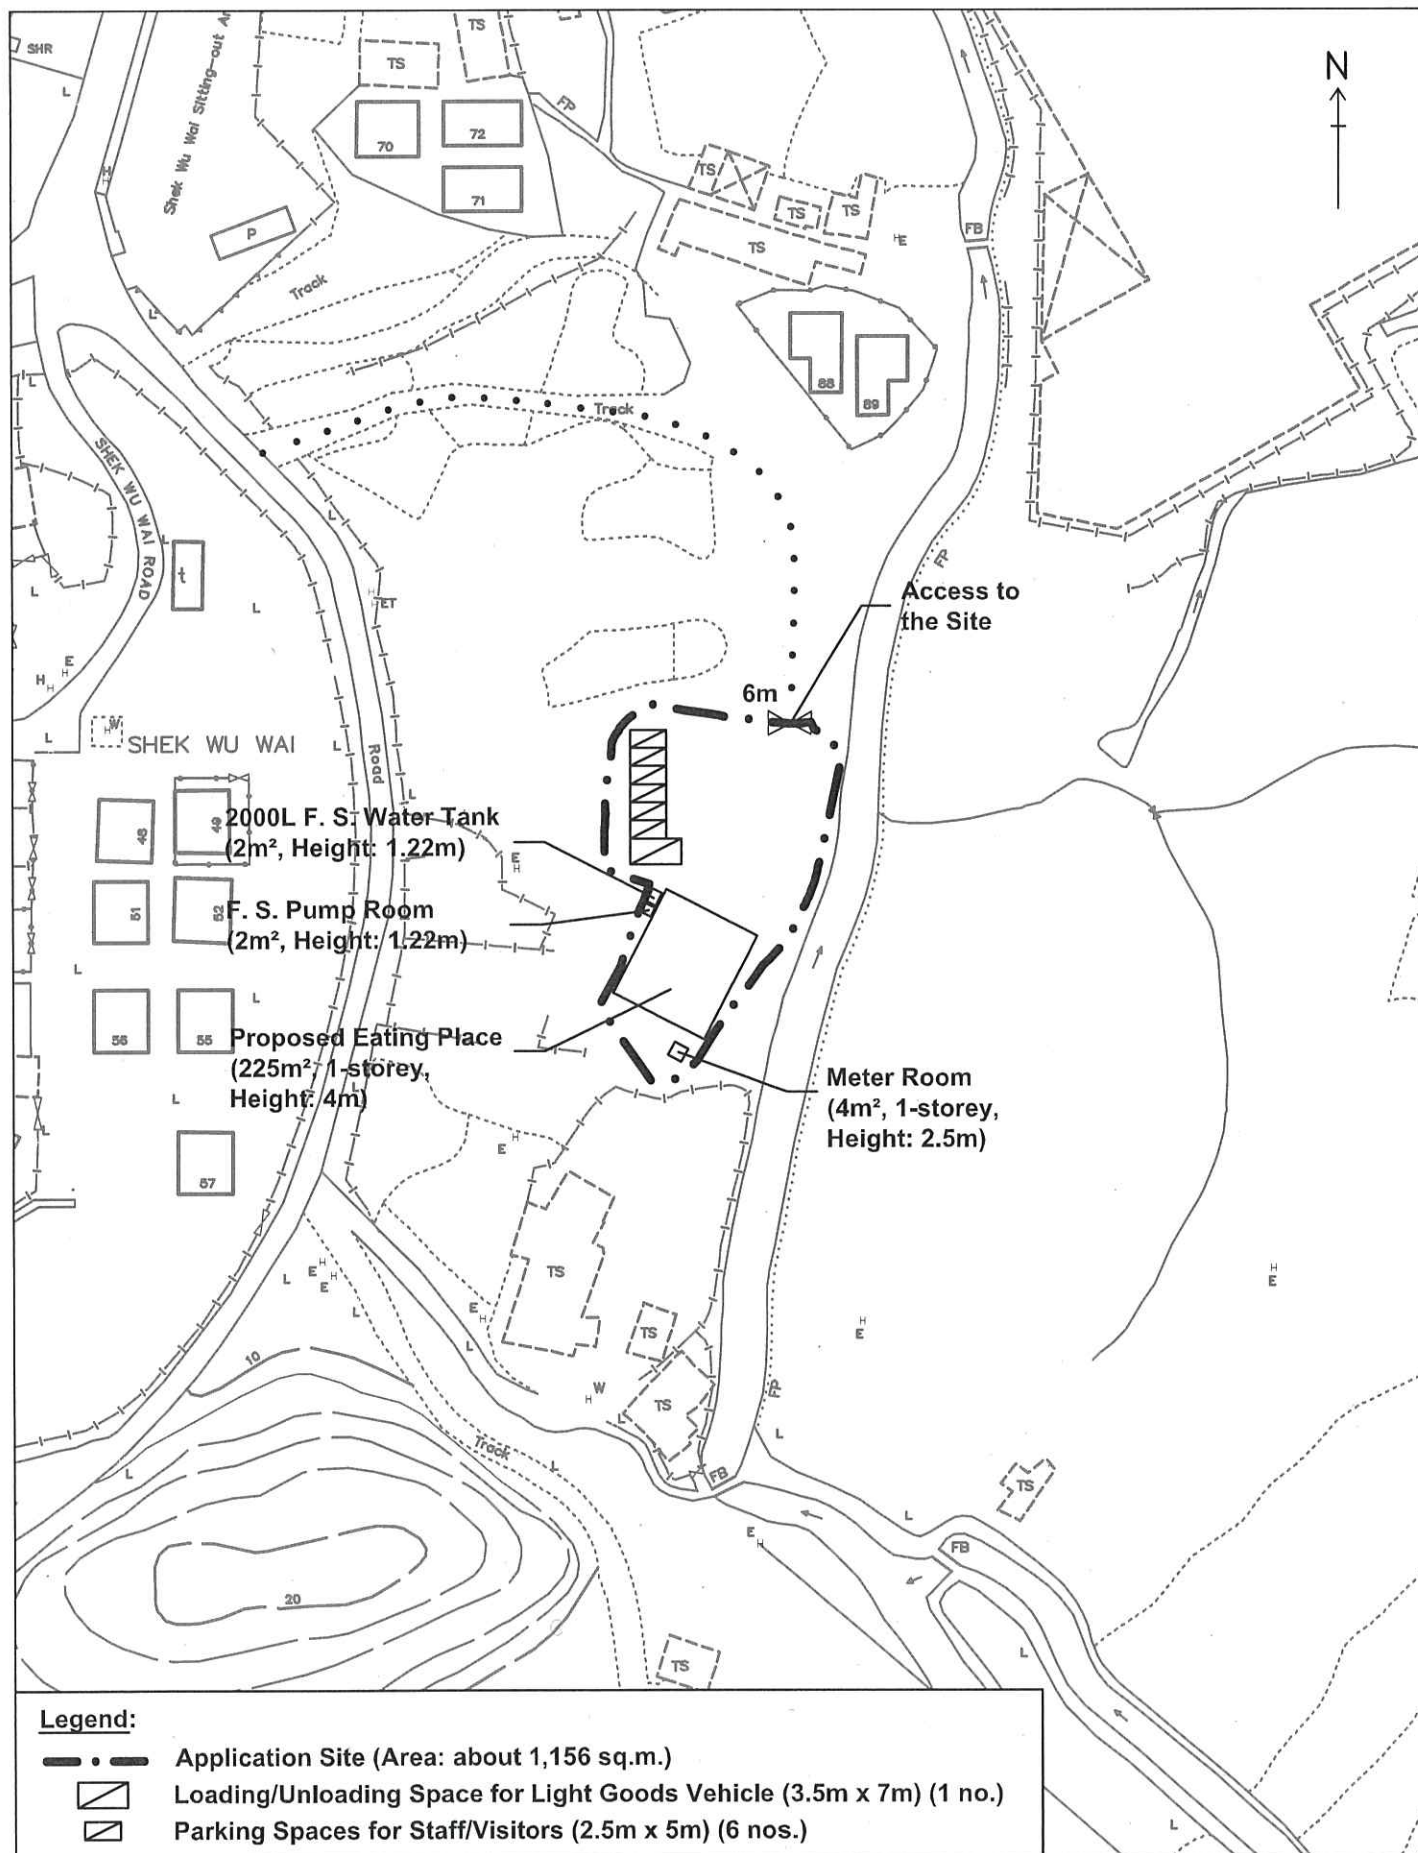 SHR
L
Shek Wu Wai Sitting-out Ar
TS
TS
FP
N
70
72
71
TS
TS
TS
TS
P
E
FB
Track
L
88
89
Track
L
SHEK WU WAI ROAD
L
L
FP
t
L
L
ET
Access to
the Site
E
H
6m
W
L
SHEK WU WAI
L
Road
L
48
49
2000L F. S. Water Tank
(2m², Height: 1.22m)
E
51
52
F. S. Pump Room
(2m², Height: 1.22m)
L
L
56
55
Proposed Eating Place
(225m², 1-storey,
Height: 4m)
L
L
Meter Room
(4m², 1-storey,
Height: 2.5m)
57
E
TS
L
E
E
L
E
TS
L
E
E
10
W
L
TS
FP
L
Track
L
L
FB
TS
L
E
FB
20
L
TS
L
Legend:
Application Site (Area: about 1,156 sq.m.)
Loading/Unloading Space for Light Goods Vehicle (3.5m x 7m) (1 no.)
Parking Spaces for Staff/Visitors (2.5m x 5m) (6 nos.)